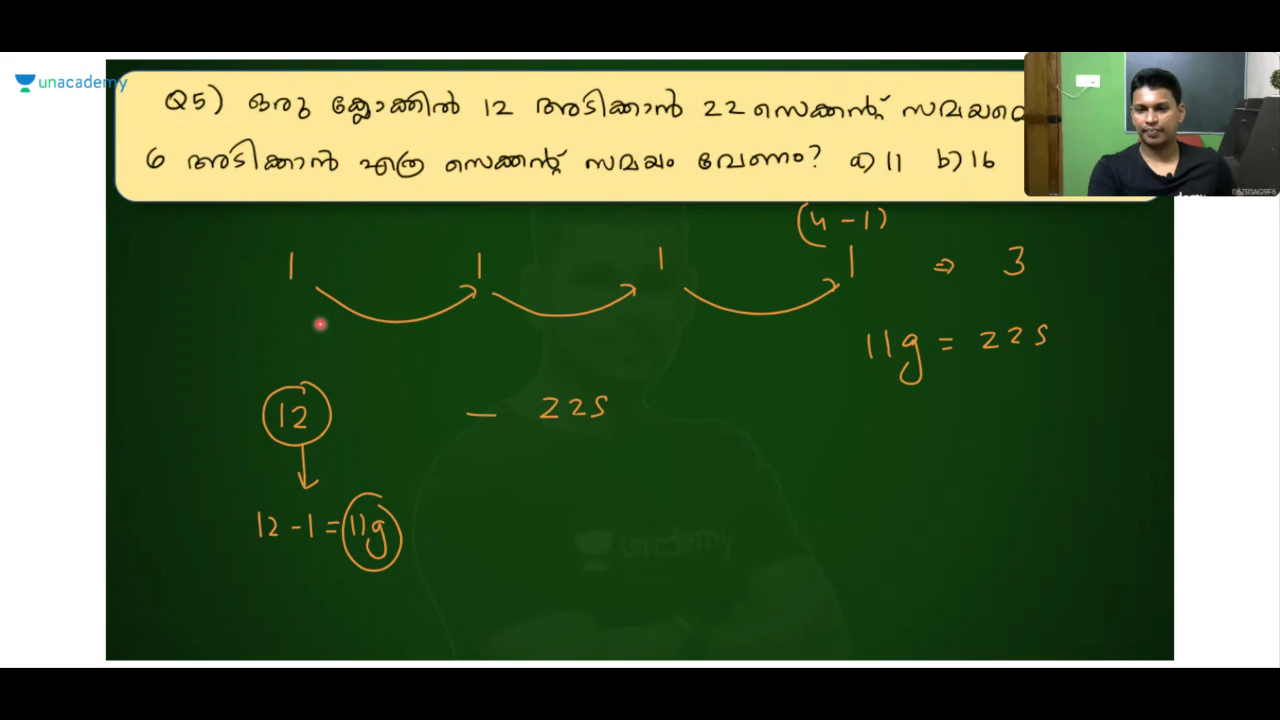 unacademy
Q5) ഒരു ക്ലോക്കിൽ 12 അടിക്കാൻ 22 സെക്കന്റ് സമയമെ
6 അടിക്കാൻ എത്ര സെക്കന്റ് സമയം വേണം? a) 11 b) 16
(4-1)
1 1 1 1 ⇒ 3
11g = 22s
12 — 22s
12-1=11g
unacademy